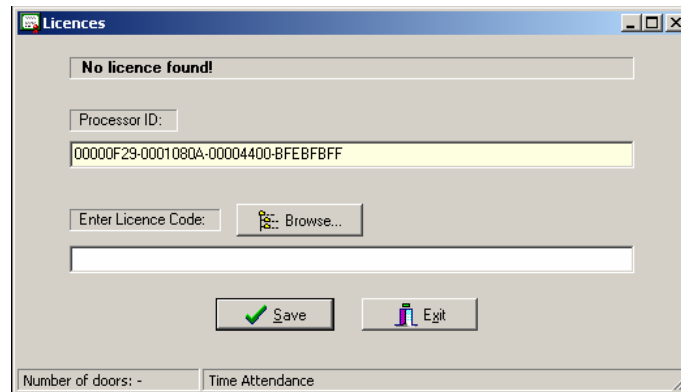 Licences
No licence found!
Processor ID:
00000F29-0001080A-00004400-BFEBFBFF
Enter Licence Code: Browse...
Save Exit
Number of doors: - Time Attendance